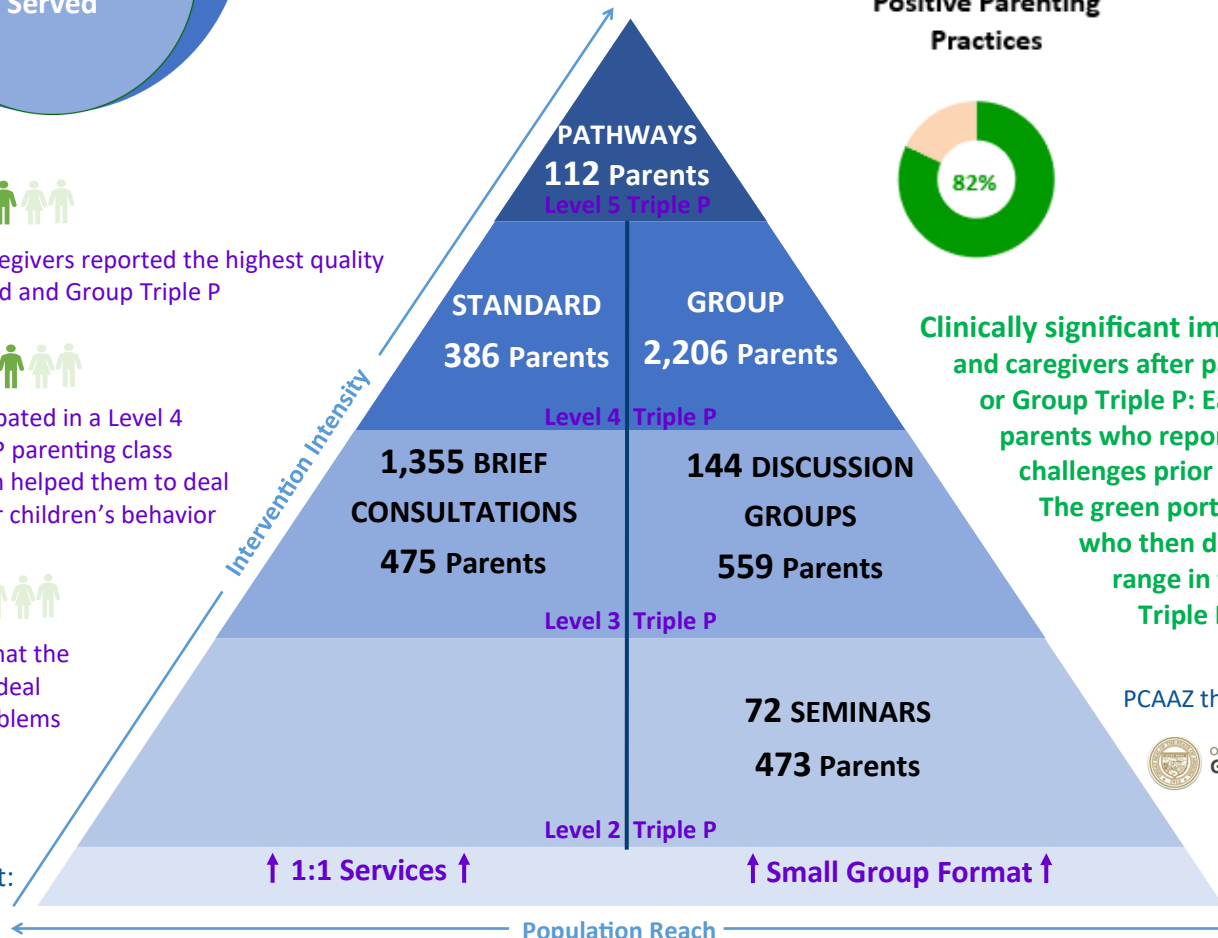 Served
egivers reported the highest quality
d and Group Triple P
pated in a Level 4
P parenting class
helped them to deal
r children's behavior
hat the
deal
blems
t:
Intervention Intensity
PATHWAYS
112 Parents
Level 5 Triple P
STANDARD
386 Parents
GROUP
2,206 Parents
Level 4 Triple P
1,355 BRIEF
CONSULTATIONS
475 Parents
144 DISCUSSION
GROUPS
559 Parents
Level 3 Triple P
72 SEMINARS
473 Parents
Level 2 Triple P
1:1 Services
Small Group Format
Population Reach
Positive Parenting
Practices
82%
Clinically significant im
and caregivers after p
or Group Triple P: Ea
parents who repor
challenges prior
The green port
who then d
range in
Triple
PCAAZ th